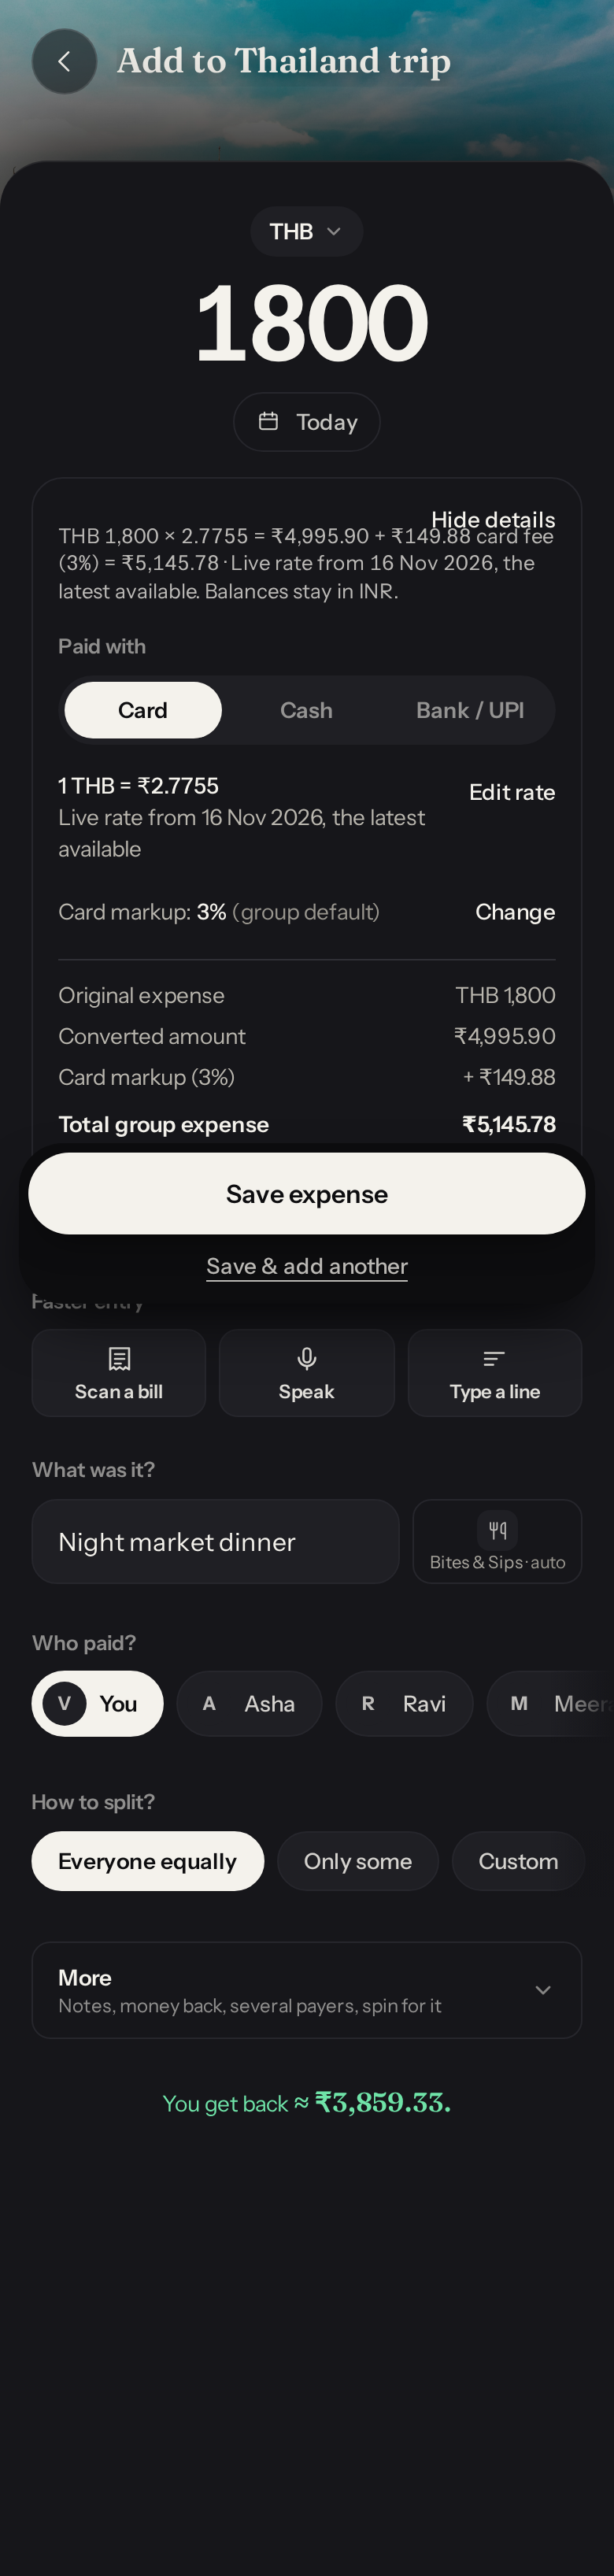 Add to Thailand trip
THB
1800
Today
Hide details
THB 1,800 × 2.7755 = ₹4,995.90 + ₹149.88 card fee
(3%) = ₹5,145.78 · Live rate from 16 Nov 2026, the
latest available. Balances stay in INR.
Paid with
Card Cash Bank / UPI
1 THB = ₹2.7755
Edit rate
Live rate from 16 Nov 2026, the latest
available
Card markup: 3% (group default) Change
Original expense THB 1,800
Converted amount ₹4,995.90
Card markup (3%) + ₹149.88
Total group expense ₹5,145.78
Save expense
Save & add another
Faster entry
Scan a bill Speak Type a line
What was it?
Night market dinner
Bites & Sips · auto
Who paid?
V You A Asha R Ravi M Meera
How to split?
Everyone equally Only some Custom
More
Notes, money back, several payers, spin for it
You get back ≈ ₹3,859.33.